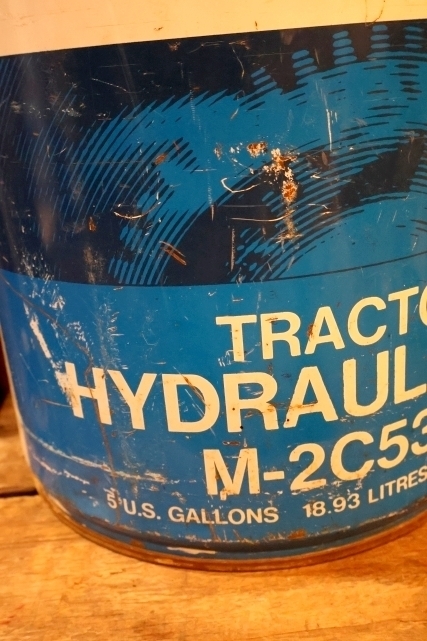 TRACTO
HYDRAUL
M-2C53
5 U.S. GALLONS 18.93 LITRES